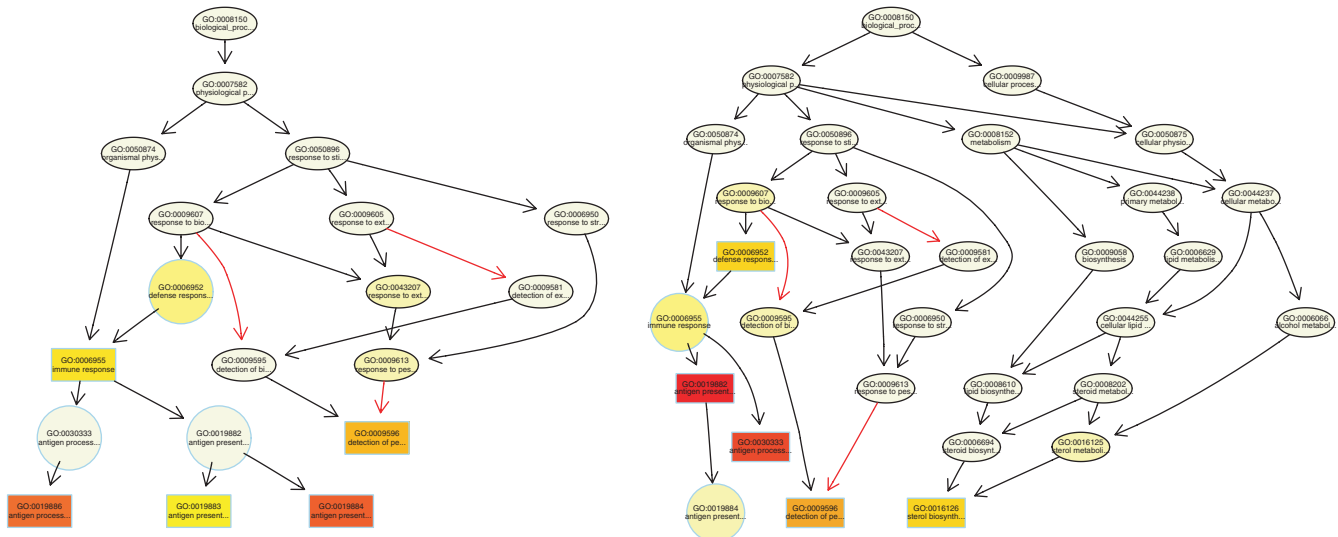 GO:0008150
biological_proc...
GO:0007582
physiological p...
GO:0050874
organismal phys...
GO:0050896
response to sti...
GO:0009607
response to bio...
GO:0009605
response to ext...
GO:0006950
response to str...
GO:0006952
defense respons...
GO:0043207
response to ext...
GO:0009581
detection of ex...
GO:0006955
immune response
GO:0009595
detection of bi...
GO:0009613
response to pes...
GO:0030333
antigen process...
GO:0019882
antigen present...
GO:0009596
detection of pe...
GO:0019886
antigen process...
GO:0019883
antigen present...
GO:0019884
antigen present...
GO:0008150
biological_proc...
GO:0007582
physiological p...
GO:0009987
cellular proces...
GO:0050874
organismal phys...
GO:0050896
response to sti...
GO:0008152
metabolism
GO:0050875
cellular physio...
GO:0009607
response to bio...
GO:0009605
response to ext...
GO:0044238
primary metabol...
GO:0044237
cellular metabo...
GO:0006952
defense respons...
GO:0043207
response to ext...
GO:0009581
detection of ex...
GO:0009058
biosynthesis
GO:0006629
lipid metabolis...
GO:0006955
immune response
GO:0009595
detection of bi...
GO:0006950
response to str...
GO:0044255
cellular lipid ...
GO:0006066
alcohol metabol...
GO:0019882
antigen present...
GO:0009613
response to pes...
GO:0008610
lipid biosynthe...
GO:0008202
steroid metabol...
GO:0030333
antigen process...
GO:0006694
steroid biosynt...
GO:0016125
sterol metaboli...
GO:0019884
antigen present...
GO:0009596
detection of pe...
GO:0016126
sterol biosynth...